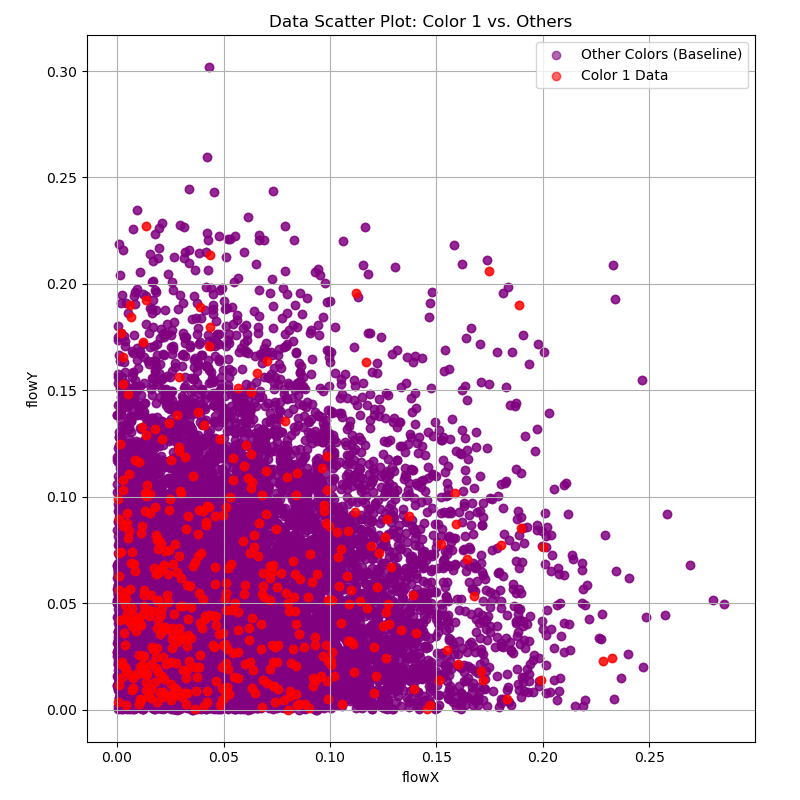 Data Scatter Plot: Color 1 vs. Others
Other Colors (Baseline)
Color 1 Data
0.30
0.25
0.20
0.15
0.10
0.05
0.00
flowY
0.00 0.05 0.10 0.15 0.20 0.25
flowX